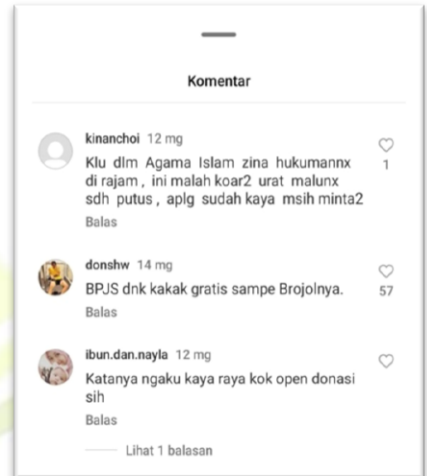 Komentar
kinanchoi 12 mg
Klu dlm Agama Islam zina hukumannx
di rajam , ini malah koar2 urat malunx
sdh putus , aplg sudah kaya msih minta2
1
Balas
donshw 14 mg
BPJS dnk kakak gratis sampe Brojolnya.
57
Balas
ibun.dan.nayla 12 mg
Katanya ngaku kaya raya kok open donasi
sih
Balas
Lihat 1 balasan